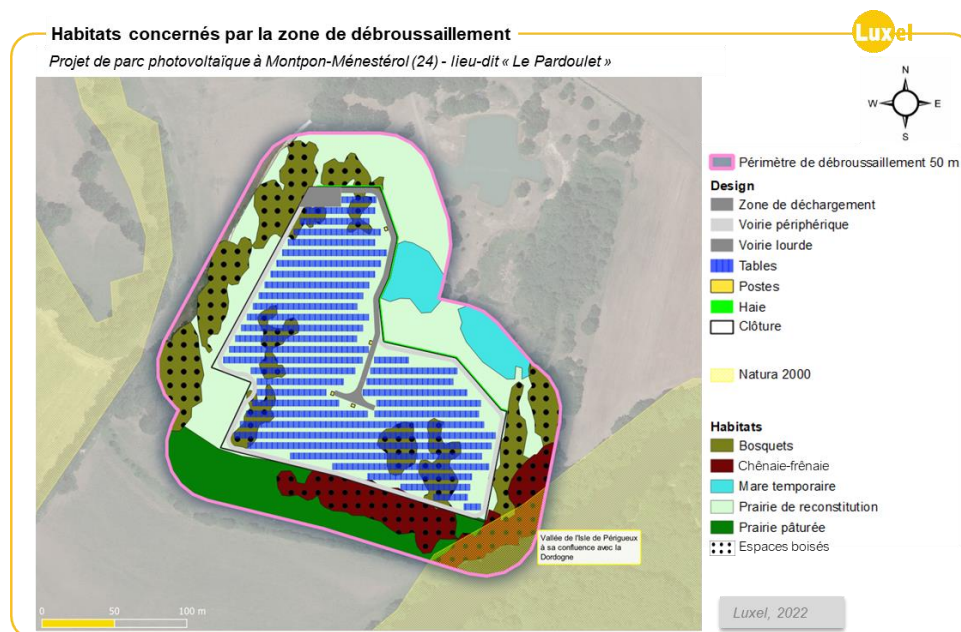 Habitats concernés par la zone de débroussaillement
Luxel
Projet de parc photovoltaïque à Montpon-Ménestérol (24) - lieu-dit « Le Pardoulet »
N
W
E
S
Périmètre de débroussaillement 50 m
Design
Zone de déchargement
Voirie périphérique
Voirie lourde
Tables
Postes
Haie
Clôture
Natura 2000
Habitats
Bosquets
Chênaie-frênaie
Mare temporaire
Prairie de reconstitution
Prairie pâturée
Espaces boisés
Vallée de l'Isle de Périgueux
à sa confluence avec la
Dordogne
0 50 100 m
Luxel, 2022